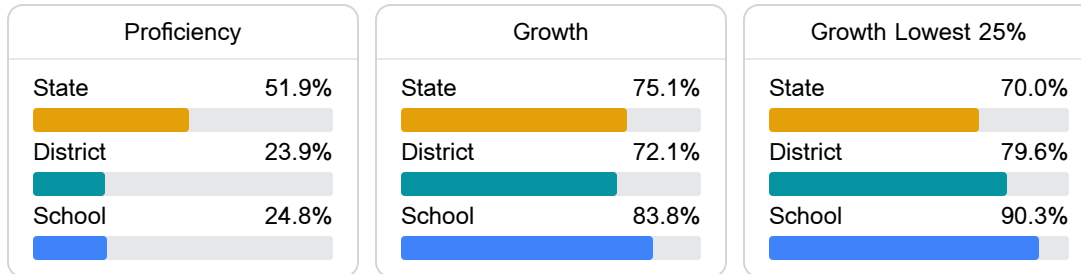 Proficiency
State 51.9%
District 23.9%
School 24.8%
Growth
State 75.1%
District 72.1%
School 83.8%
Growth Lowest 25%
State 70.0%
District 79.6%
School 90.3%